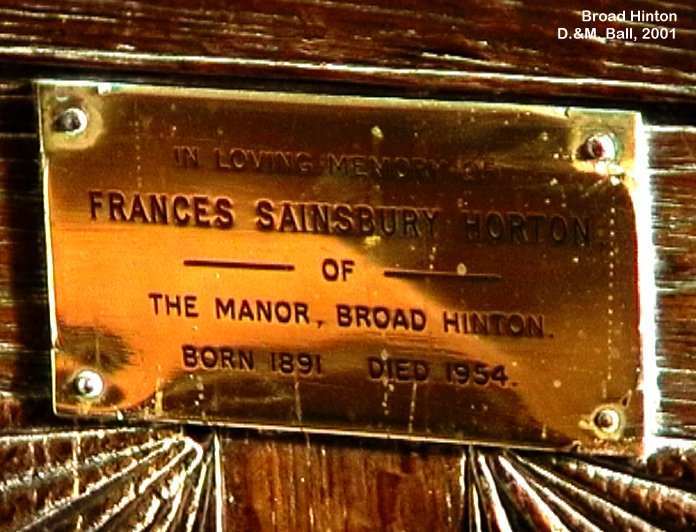 Broad Hinton
D.&M. Ball, 2001
IN LOVING MEMORY OF
FRANCES SAINSBURY HORTON.
OF
THE MANOR, BROAD HINTON.
BORN 1891 DIED 1954.